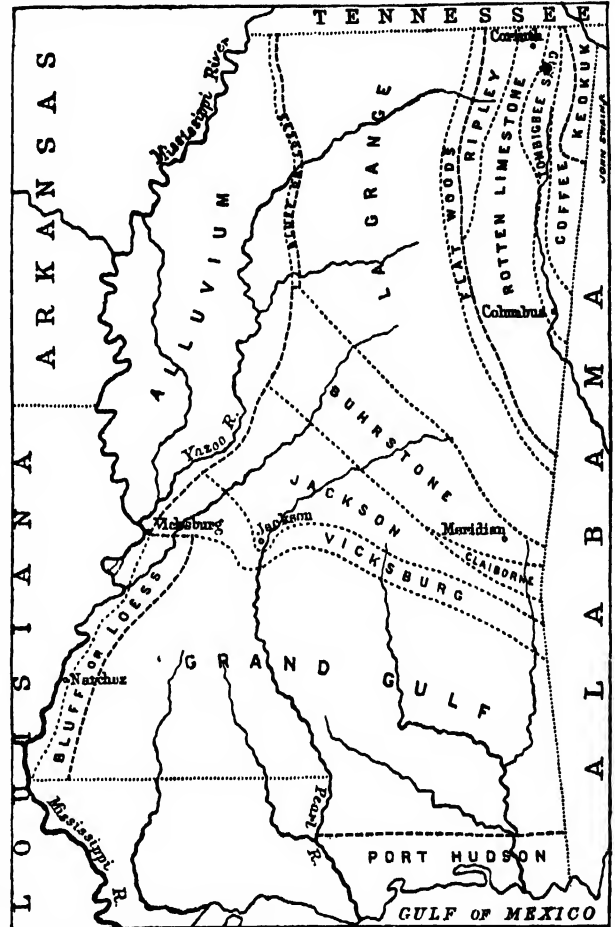 TENNESSEE
ARKANSAS
Mississippi River
Corinth
ALLUVIUM
LA GRANGE
FLAT WOODS
RIPLEY
ROTTEN LIMESTONE
TOMBIGBEE SAND
COFFEE
KEOKUK
Columbus
ALABAMA
Yazoo R.
BUHRSTONE
LOUISIANA
Vicksburg
Jackson
JACKSON
Meridian
CLAIBORNE
VICKSBURG
BLUFF OR LOESS
Natchez
GRAND GULF
Mississippi R.
Pearl R.
PORT HUDSON
GULF OF MEXICO